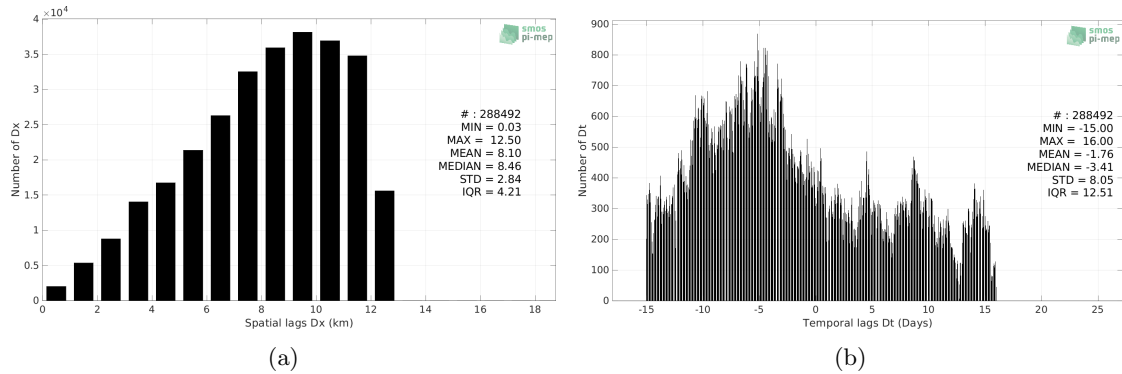 ×10⁴
4
3.5
3
2.5
2
1.5
1
0.5
0
0 2 4 6 8 10 12 14 16 18
Number of Dx
Spatial lags Dx (km)
smos
pi-mep
# : 288492
MIN = 0.03
MAX = 12.50
MEAN = 8.10
MEDIAN = 8.46
STD = 2.84
IQR = 4.21
(a)
900
800
700
600
500
400
300
200
100
0
-15 -10 -5 0 5 10 15 20 25
Number of Dt
Temporal lags Dt (Days)
smos
pi-mep
# : 288492
MIN = -15.00
MAX = 16.00
MEAN = -1.76
MEDIAN = -3.41
STD = 8.05
IQR = 12.51
(b)